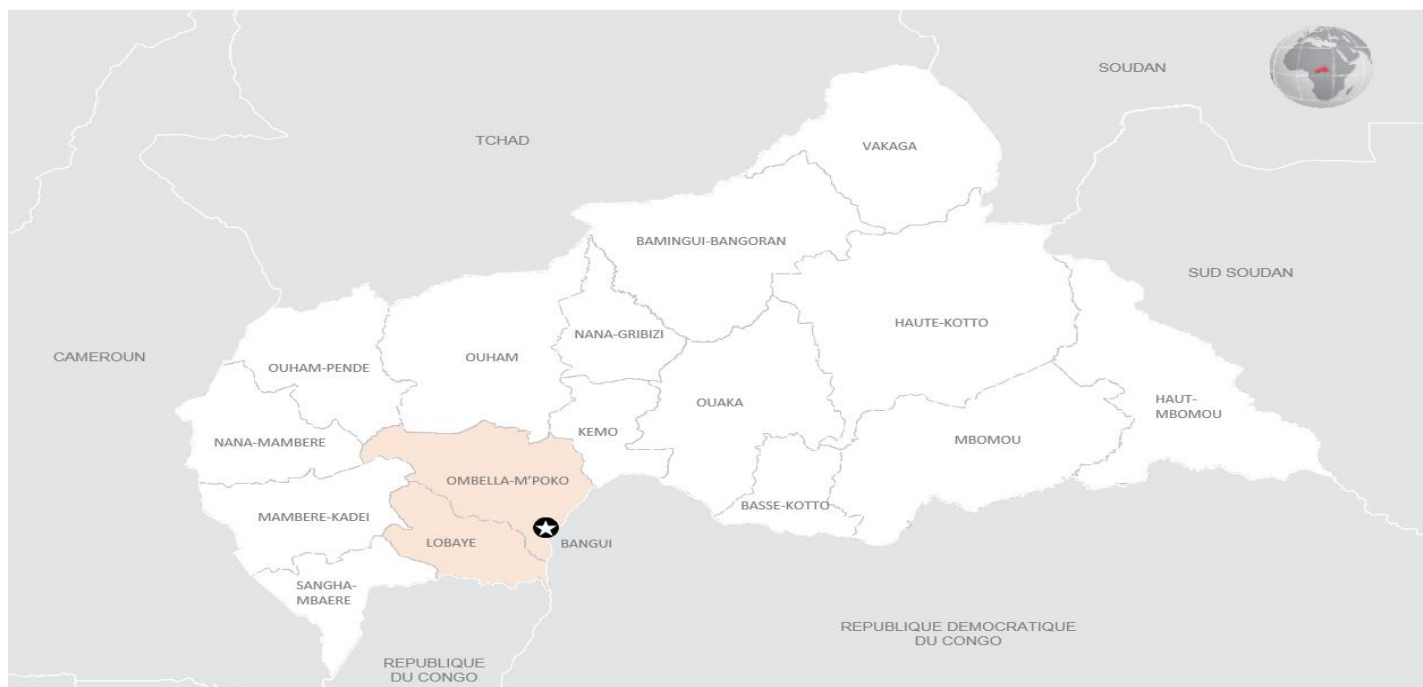 SOUDAN
TCHAD
VAKAGA
BAMINGUI-BANGORAN
SUD SOUDAN
HAUTE-KOTTO
NANA-GRIBIZI
CAMEROUN
OUHAM
OUHAM-PENDE
OUAKA
HAUT-
MBOMOU
KEMO
MBOMOU
NANA-MAMBERE
OMBELLA-M'POKO
BASSE-KOTTO
MAMBERE-KADEI
LOBAYE
BANGUI
SANGHA-
MBAERE
REPUBLIQUE DEMOCRATIQUE
DU CONGO
REPUBLIQUE
DU CONGO